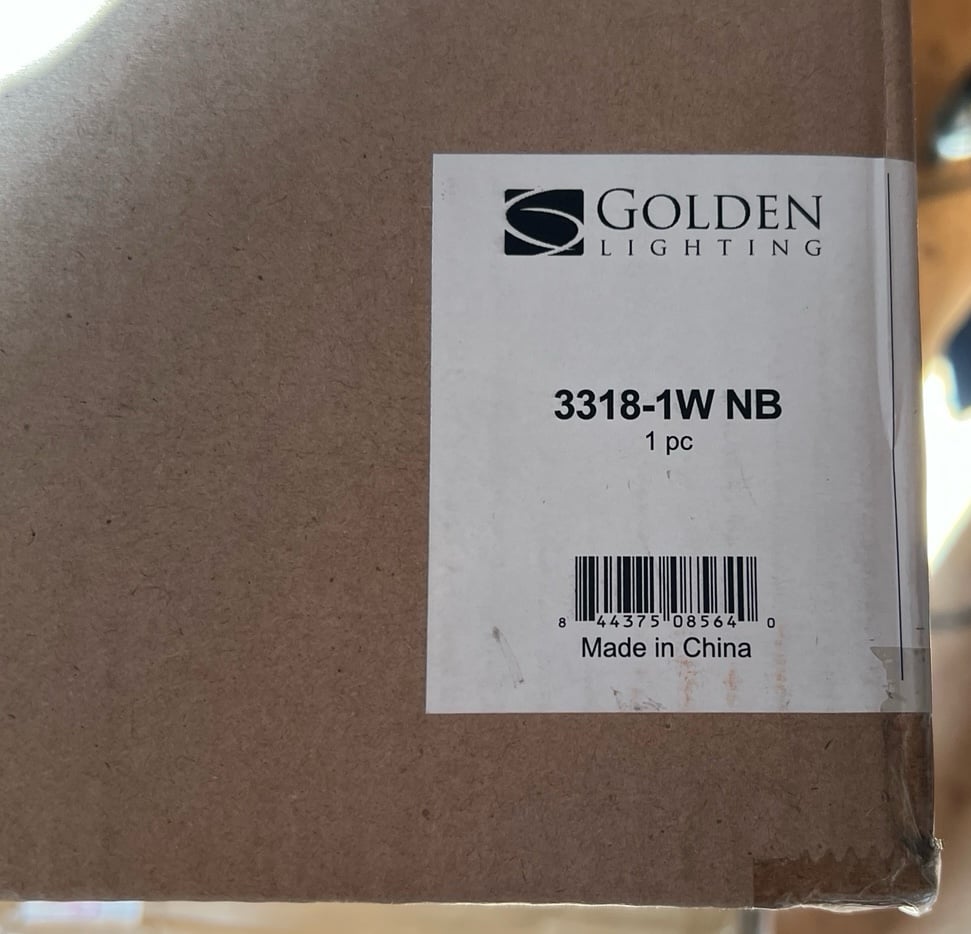 GOLDEN
LIGHTING
3318-1W NB
1 pc
8 44375 08564 0
Made in China